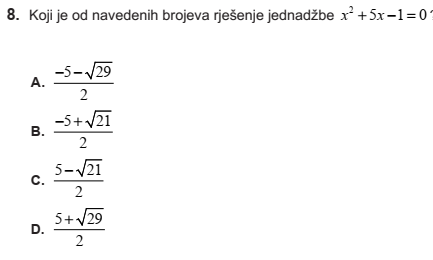 8. Koji je od navedenih brojeva rješenje jednadžbe x² + 5x − 1 = 0?
A. (−5 − √29)/2
B. (−5 + √21)/2
C. (5 − √21)/2
D. (5 + √29)/2